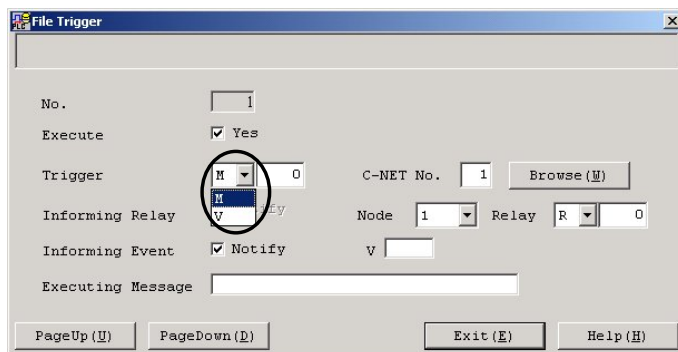 File Trigger
No. 1
Execute Yes
Trigger M 0 C-NET No. 1 Browse(W)
M
V
Informing Relay Node 1 Relay R 0
Informing Event Notify V
Executing Message
PageUp(U) PageDown(D) Exit(E) Help(H)